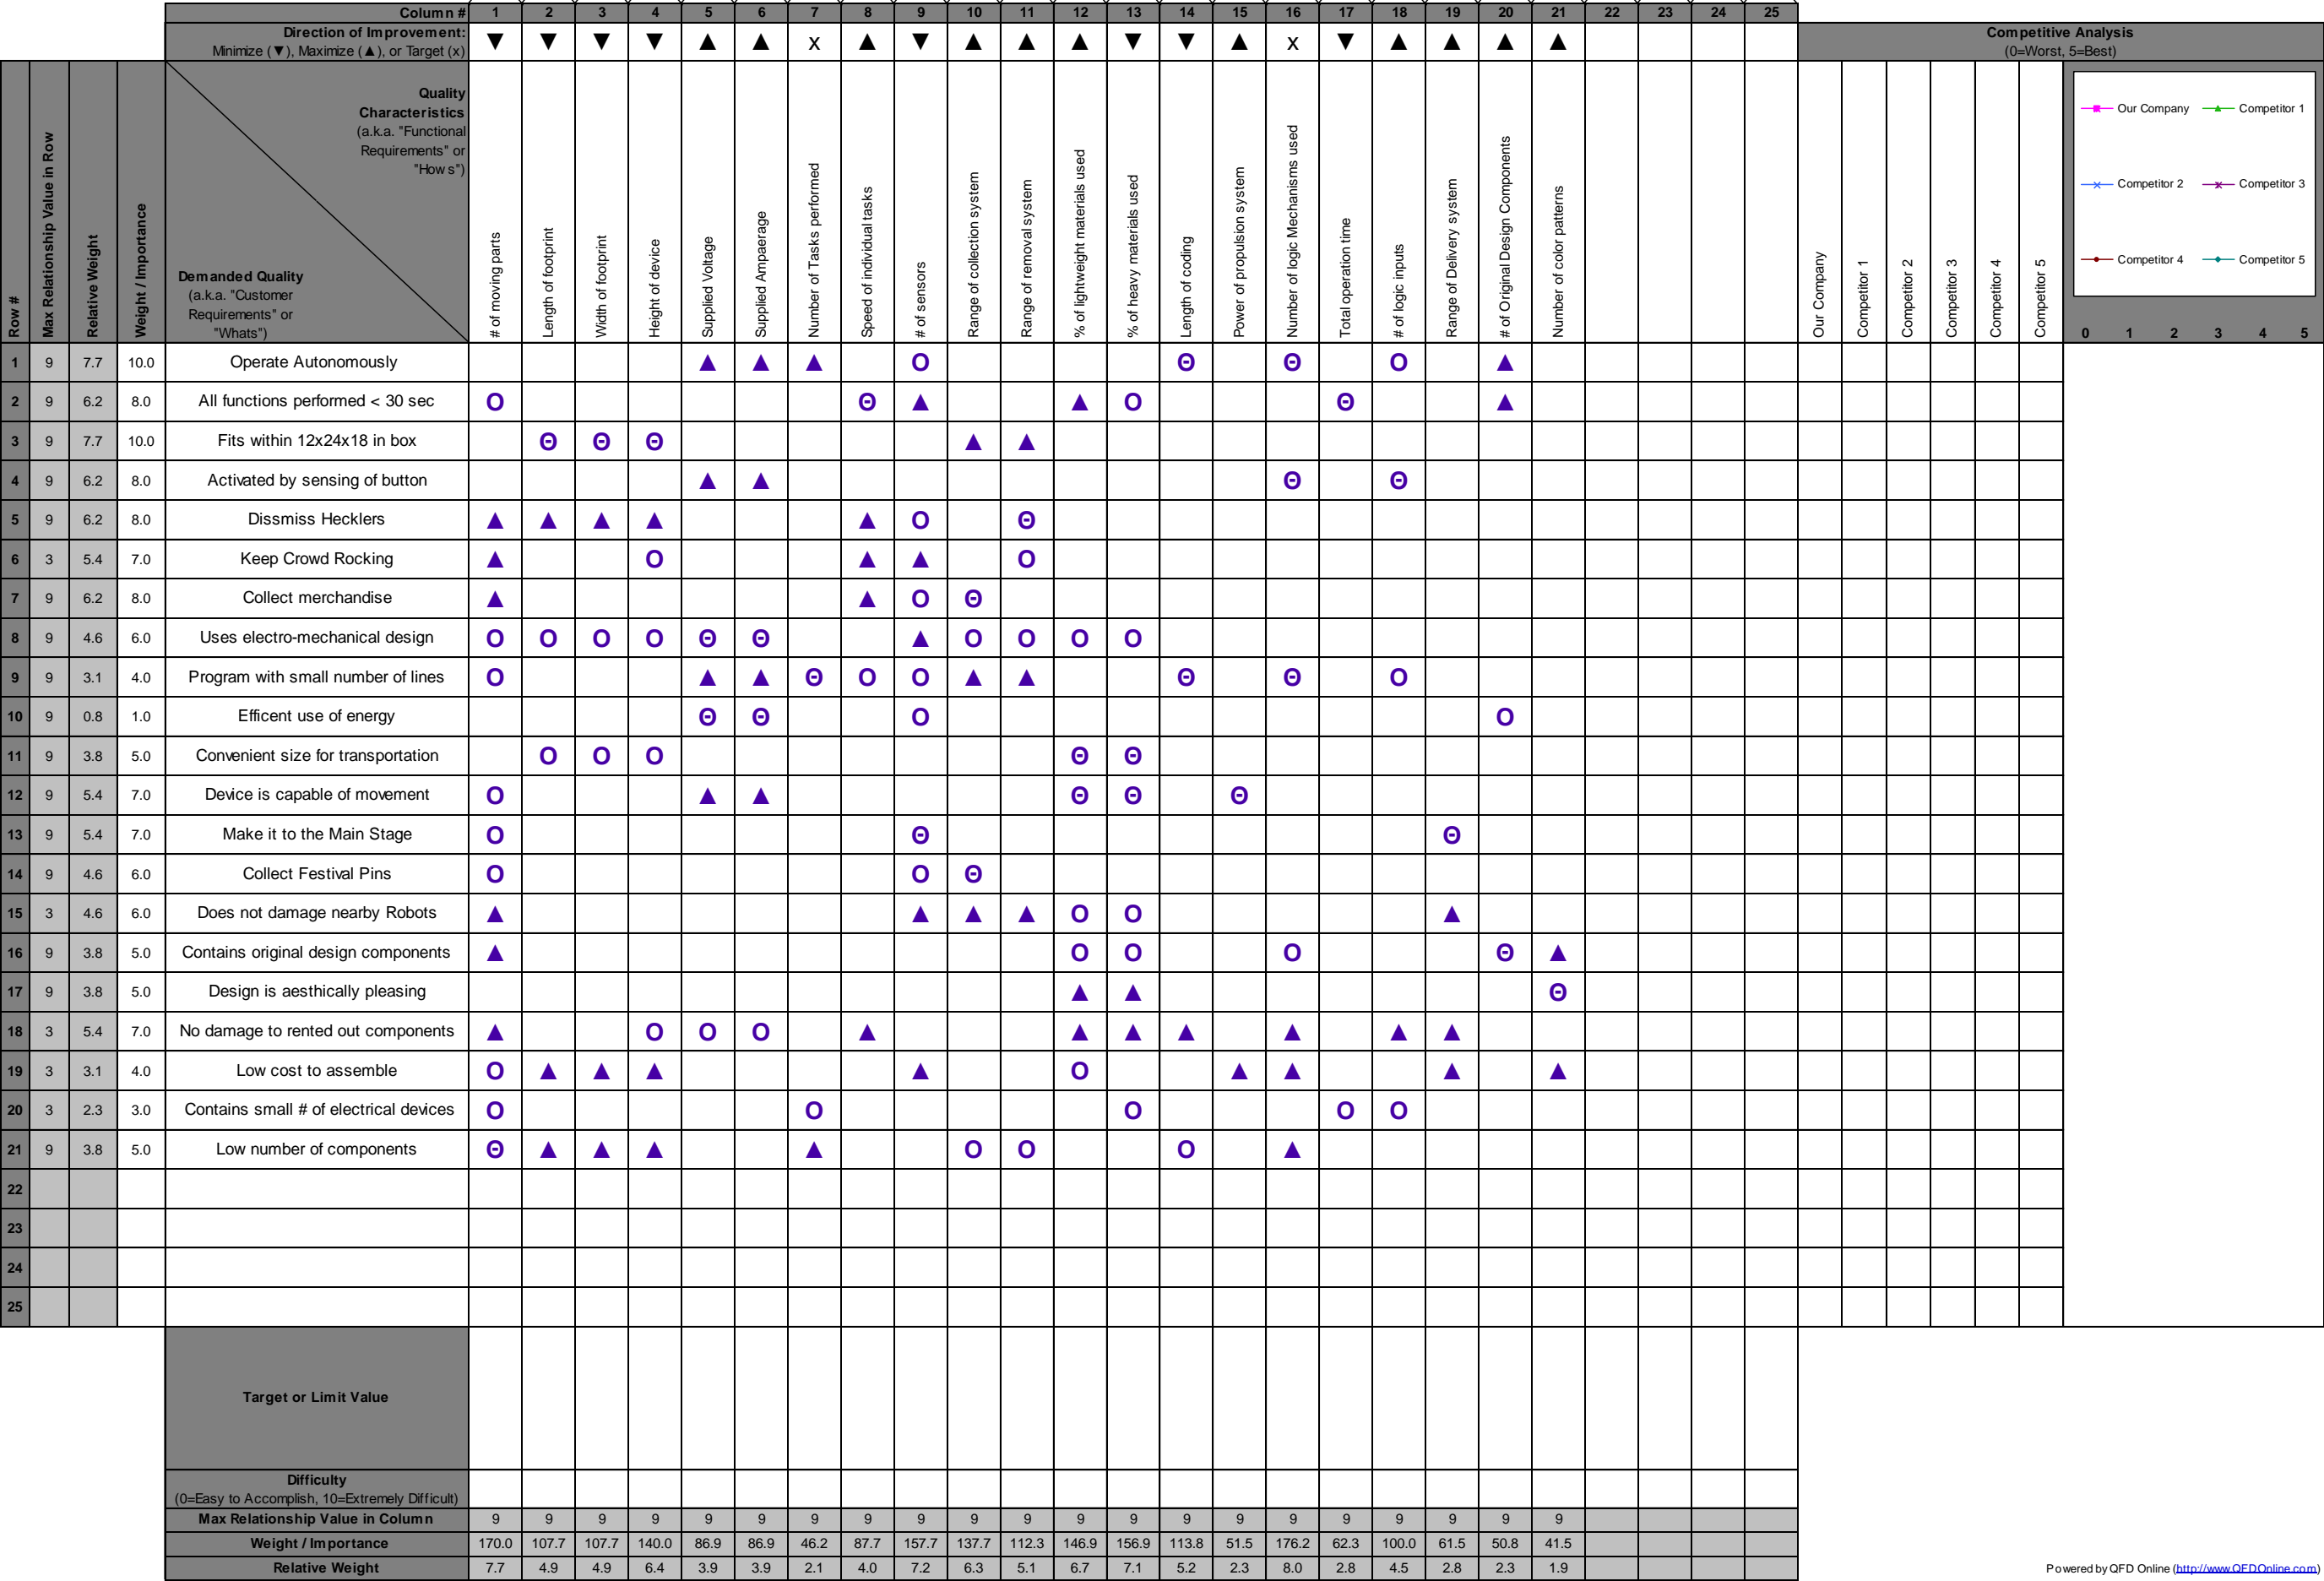 Column # 1 2 3 4 5 6 7 8 9 10 11 12 13 14 15 16 17 18 19 20 21 22 23 24 25
Direction of Improvement:
Minimize (▼), Maximize (▲), or Target (x) ▼ ▼ ▼ ▼ ▲ ▲ x ▲ ▼ ▲ ▲ ▲ ▼ ▼ ▲ x ▼ ▲ ▲ ▲ ▲
Competitive Analysis
(0=Worst, 5=Best)
Row #
Max Relationship Value in Row
Relative Weight
Weight / Importance
Quality
Characteristics
(a.k.a. "Functional
Requirements" or
"Hows")
Demanded Quality
(a.k.a. "Customer
Requirements" or
"Whats")
# of moving parts
Length of footprint
Width of footprint
Height of device
Supplied Voltage
Supplied Ampaerage
Number of Tasks performed
Speed of individual tasks
# of sensors
Range of collection system
Range of removal system
% of lightweight materials used
% of heavy materials used
Length of coding
Power of propulsion system
Number of logic Mechanisms used
Total operation time
# of logic inputs
Range of Delivery system
# of Original Design Components
Number of color patterns
Our Company
Competitor 1
Competitor 2
Competitor 3
Competitor 4
Competitor 5
Our Company Competitor 1
Competitor 2 Competitor 3
Competitor 4 Competitor 5
0 1 2 3 4 5
1 9 7.7 10.0 Operate Autonomously ▲ ▲ ▲ Ο Θ Θ Ο ▲
2 9 6.2 8.0 All functions performed < 30 sec Ο Θ ▲ ▲ Ο Θ ▲
3 9 7.7 10.0 Fits within 12x24x18 in box Θ Θ Θ ▲ ▲
4 9 6.2 8.0 Activated by sensing of button ▲ ▲ Θ Θ
5 9 6.2 8.0 Dissmiss Hecklers ▲ ▲ ▲ ▲ ▲ Ο Θ
6 3 5.4 7.0 Keep Crowd Rocking ▲ Ο ▲ ▲ Ο
7 9 6.2 8.0 Collect merchandise ▲ ▲ Ο Θ
8 9 4.6 6.0 Uses electro-mechanical design Ο Ο Ο Ο Θ Θ ▲ Ο Ο Ο Ο
9 9 3.1 4.0 Program with small number of lines Ο ▲ ▲ Θ Ο Ο ▲ ▲ Θ Θ Ο
10 9 0.8 1.0 Efficent use of energy Θ Θ Ο Ο
11 9 3.8 5.0 Convenient size for transportation Ο Ο Ο Θ Θ
12 9 5.4 7.0 Device is capable of movement Ο ▲ ▲ Θ Θ Θ
13 9 5.4 7.0 Make it to the Main Stage Ο Θ Θ
14 9 4.6 6.0 Collect Festival Pins Ο Ο Θ
15 3 4.6 6.0 Does not damage nearby Robots ▲ ▲ ▲ ▲ Ο Ο ▲
16 9 3.8 5.0 Contains original design components ▲ Ο Ο Ο Θ ▲
17 9 3.8 5.0 Design is aesthically pleasing ▲ ▲ Θ
18 3 5.4 7.0 No damage to rented out components ▲ Ο Ο Ο ▲ ▲ ▲ ▲ ▲ ▲ ▲
19 3 3.1 4.0 Low cost to assemble Ο ▲ ▲ ▲ ▲ Ο ▲ ▲ ▲ ▲
20 3 2.3 3.0 Contains small # of electrical devices Ο Ο Ο Ο Ο
21 9 3.8 5.0 Low number of components Θ ▲ ▲ ▲ ▲ Ο Ο Ο ▲
22
23
24
25
Target or Limit Value
Difficulty
(0=Easy to Accomplish, 10=Extremely Difficult)
Max Relationship Value in Column 9 9 9 9 9 9 9 9 9 9 9 9 9 9 9 9 9 9 9 9 9
Weight / Importance 170.0 107.7 107.7 140.0 86.9 86.9 46.2 87.7 157.7 137.7 112.3 146.9 156.9 113.8 51.5 176.2 62.3 100.0 61.5 50.8 41.5
Relative Weight 7.7 4.9 4.9 6.4 3.9 3.9 2.1 4.0 7.2 6.3 5.1 6.7 7.1 5.2 2.3 8.0 2.8 4.5 2.8 2.3 1.9
Powered by QFD Online (http://www.QFDOnline.com)